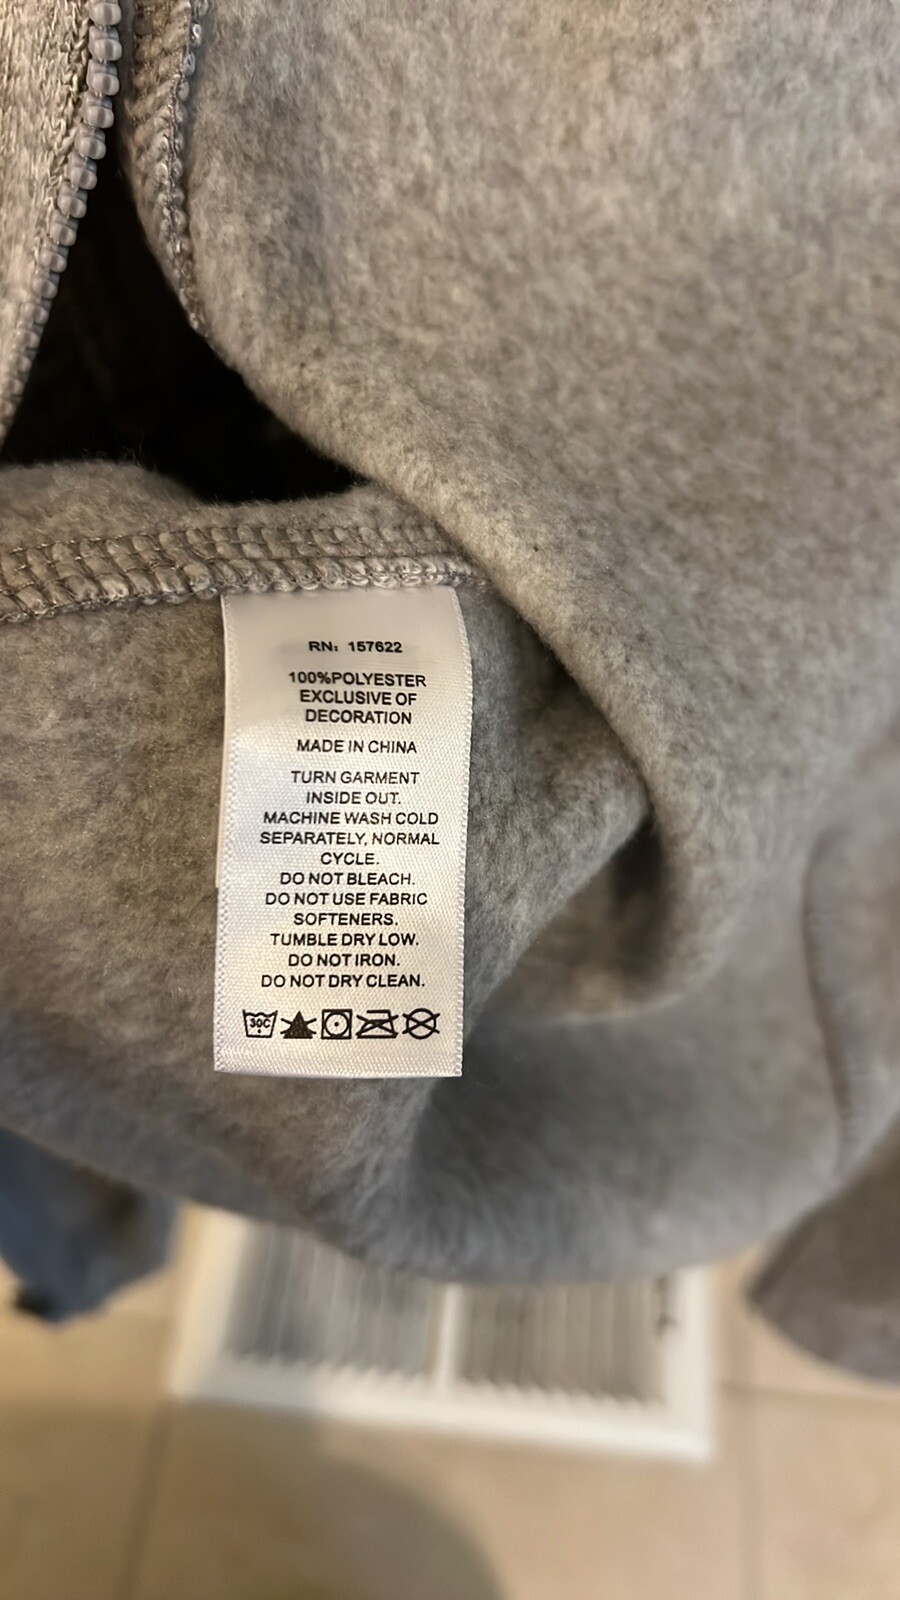 RN: 157622
100%POLYESTER
EXCLUSIVE OF
DECORATION
MADE IN CHINA
TURN GARMENT
INSIDE OUT.
MACHINE WASH COLD
SEPARATELY, NORMAL
CYCLE.
DO NOT BLEACH.
DO NOT USE FABRIC
SOFTENERS.
TUMBLE DRY LOW.
DO NOT IRON.
DO NOT DRY CLEAN.
30C